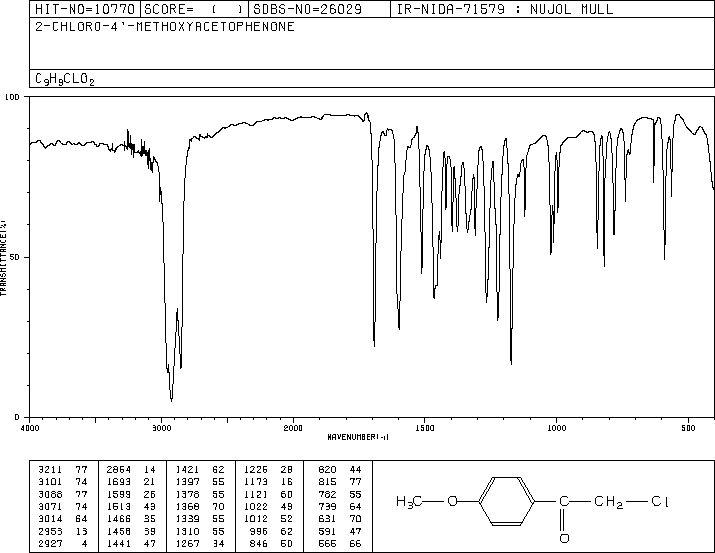 HIT-NO=10770 SCORE= ( ) SDBS-NO=26029 IR-NIDA-71579 : NUJOL MULL
2-CHLORO-4'-METHOXYACETOPHENONE
C9H9CLO2
100
50
0
TRANSMITTANCE(%)
4000 3000 2000 1500 1000 500
WAVENUMBER(-1)
3211 77 2854 14 1421 62 1226 28 820 44
3101 74 1693 21 1397 55 1173 16 815 77
3088 77 1599 26 1378 55 1121 60 782 55
3071 74 1513 43 1368 70 1022 49 739 64
3014 64 1466 35 1339 55 1012 52 631 70
2953 13 1458 39 1310 55 996 62 591 47
2927 4 1441 47 1267 34 846 50 566 66
H3C O C CH2 Cl
O